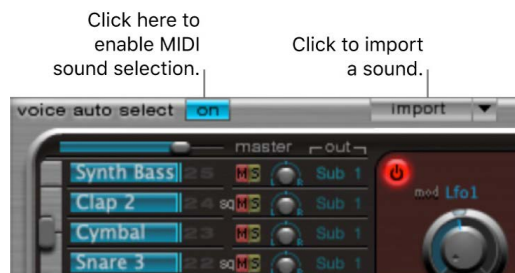 Click here to
enable MIDI
sound selection.
Click to import
a sound.
voice auto select on import
master out
Synth Bass 25 M S L R Sub 1
mod Lfo1
Clap 2 24 sq M S Sub 1
Cymbal 23 M S Sub 1
Snare 3 22 sq M S Sub 1